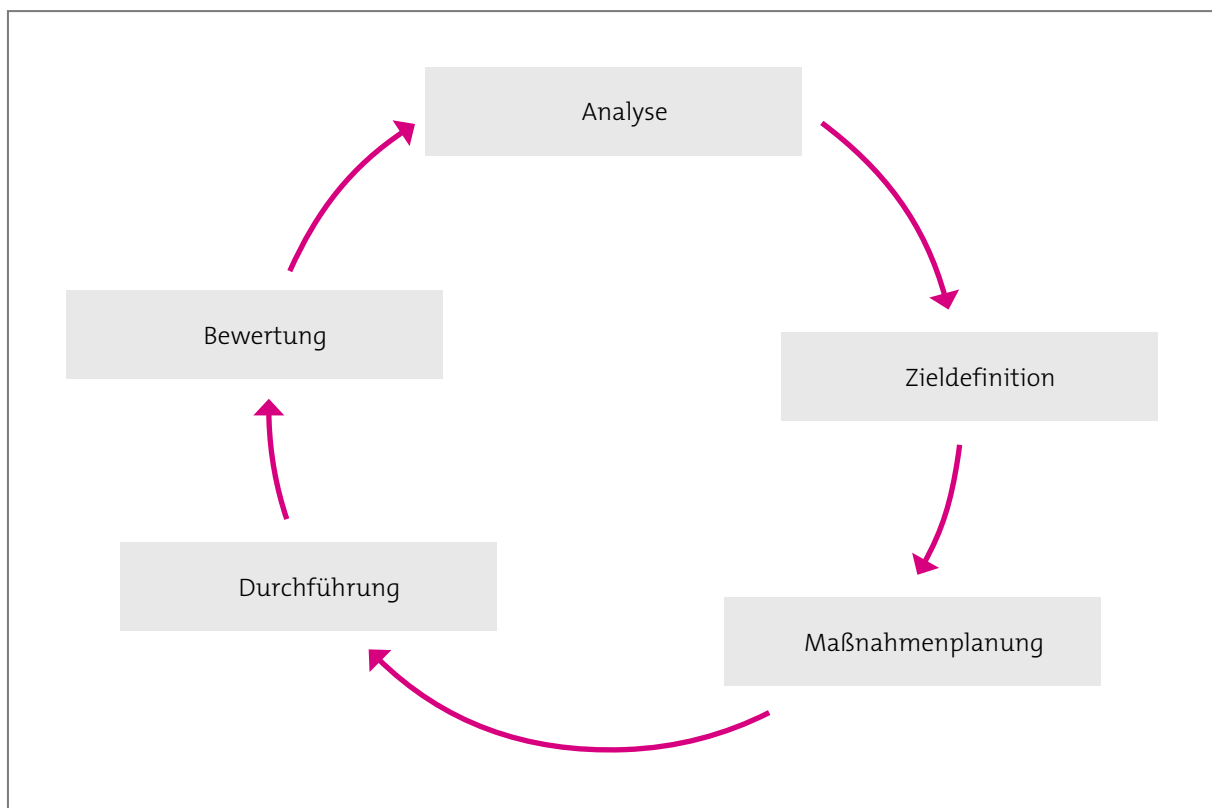 Analyse
Zieldefinition
Maßnahmenplanung
Durchführung
Bewertung